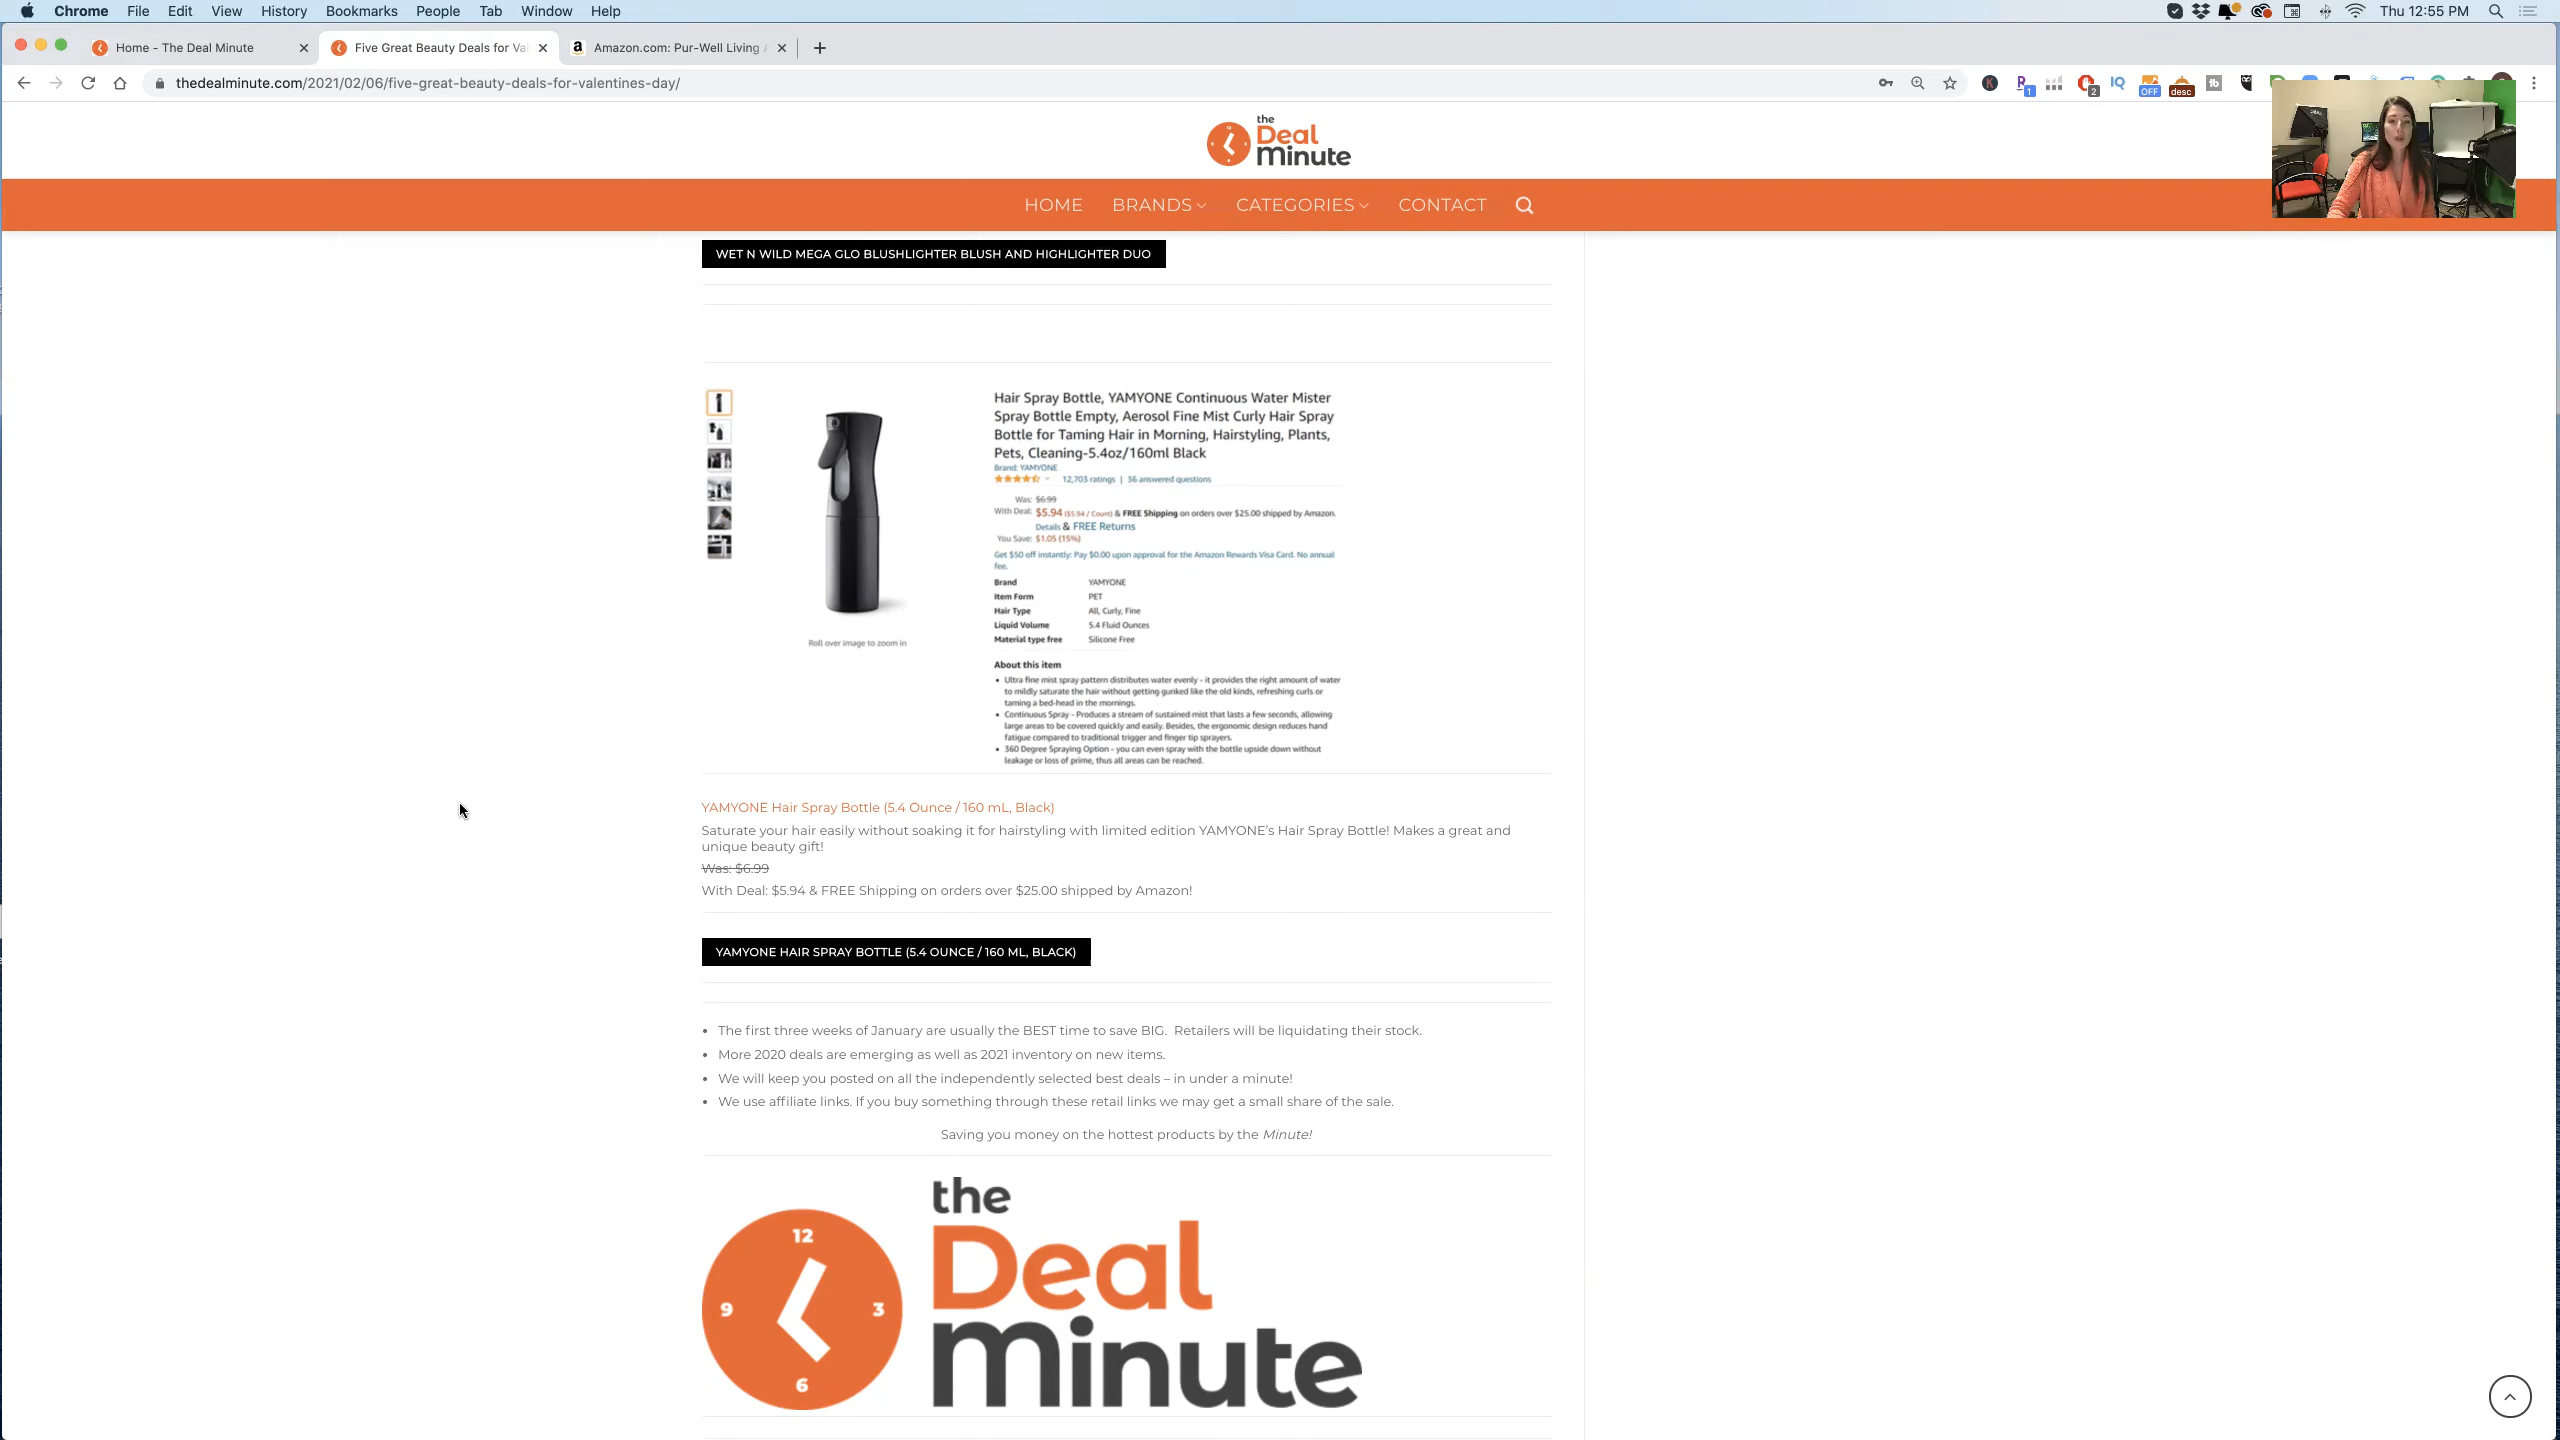 Chrome File Edit View History Bookmarks People Tab Window Help Thu 12:55 PM
Home - The Deal Minute
Five Great Beauty Deals for Va
Amazon.com: Pur-Well Living
thedealminute.com/2021/02/06/five-great-beauty-deals-for-valentines-day/
1 2 IQ OFF desc tb
the
Deal
minute
HOME BRANDS CATEGORIES CONTACT
WET N WILD MEGA GLO BLUSHLIGHTER BLUSH AND HIGHLIGHTER DUO
Hair Spray Bottle, YAMYONE Continuous Water Mister
Spray Bottle Empty, Aerosol Fine Mist Curly Hair Spray
Bottle for Taming Hair in Morning, Hairstyling, Plants,
Pets, Cleaning-5.4oz/160ml Black
Brand: YAMYONE
12,703 ratings | 36 answered questions
Was: $6.99
With Deal: $5.94 ($5.94 / Count) & FREE Shipping on orders over $25.00 shipped by Amazon.
Details & FREE Returns
You Save: $1.05 (15%)
Get $50 off instantly: Pay $0.00 upon approval for the Amazon Rewards Visa Card. No annual
fee.
Brand YAMYONE
Item Form PET
Hair Type All, Curly, Fine
Liquid Volume 5.4 Fluid Ounces
Material type free Silicone Free
Roll over image to zoom in
About this item
• Ultra fine mist spray pattern distributes water evenly - it provides the right amount of water
to mildly saturate the hair without getting gunked like the old kinds, refreshing curls or
taming a bed-head in the mornings.
• Continuous Spray - Produces a stream of sustained mist that lasts a few seconds, allowing
large areas to be covered quickly and easily. Besides, the ergonomic design reduces hand
fatigue compared to traditional trigger and finger tip sprayers.
• 360 Degree Spraying Option - you can even spray with the bottle upside down without
leakage or loss of prime, thus all areas can be reached.
YAMYONE Hair Spray Bottle (5.4 Ounce / 160 mL, Black)
Saturate your hair easily without soaking it for hairstyling with limited edition YAMYONE's Hair Spray Bottle! Makes a great and
unique beauty gift!
Was: $6.99
With Deal: $5.94 & FREE Shipping on orders over $25.00 shipped by Amazon!
YAMYONE HAIR SPRAY BOTTLE (5.4 OUNCE / 160 ML, BLACK)
• The first three weeks of January are usually the BEST time to save BIG. Retailers will be liquidating their stock.
• More 2020 deals are emerging as well as 2021 inventory on new items.
• We will keep you posted on all the independently selected best deals – in under a minute!
• We use affiliate links. If you buy something through these retail links we may get a small share of the sale.
Saving you money on the hottest products by the Minute!
12
9 3
6
the
Deal
minute